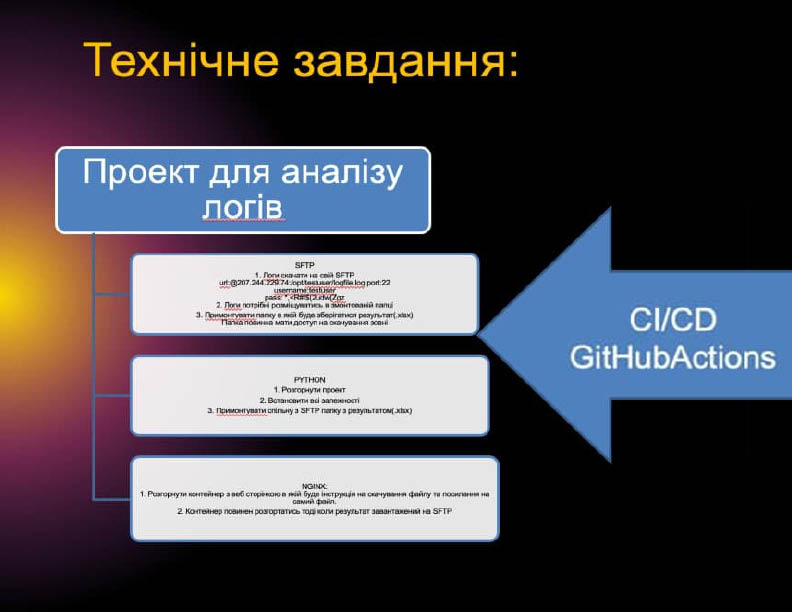 Технічне завдання:
Проект для аналізу
логів
SFTP
1. Логи скачати на свій SFTP
url:@207.244.229.74:/opt/testuser/logfile.log port:22
username:testuser
pass:
2. Логи потрібні розміщуватись в змонтованій папці
3. Примонтувати папку в якій буде зберігатися результат(.xlsx)
Папка повинна мати доступ на скачування зовні
CI/CD
GitHubActions
PYTHON
1. Розгорнути проект
2. Встановити всі залежності
3. Примонтувати спільну з SFTP папку з результатом(.xlsx)
NGINX:
1. Розгорнути контейнер з веб сторінкою в якій буде інструкція на скачування файлу та посилання на
самий файл.
2. Контейнер повинен розгортатись тоді коли результат завантажений на SFTP